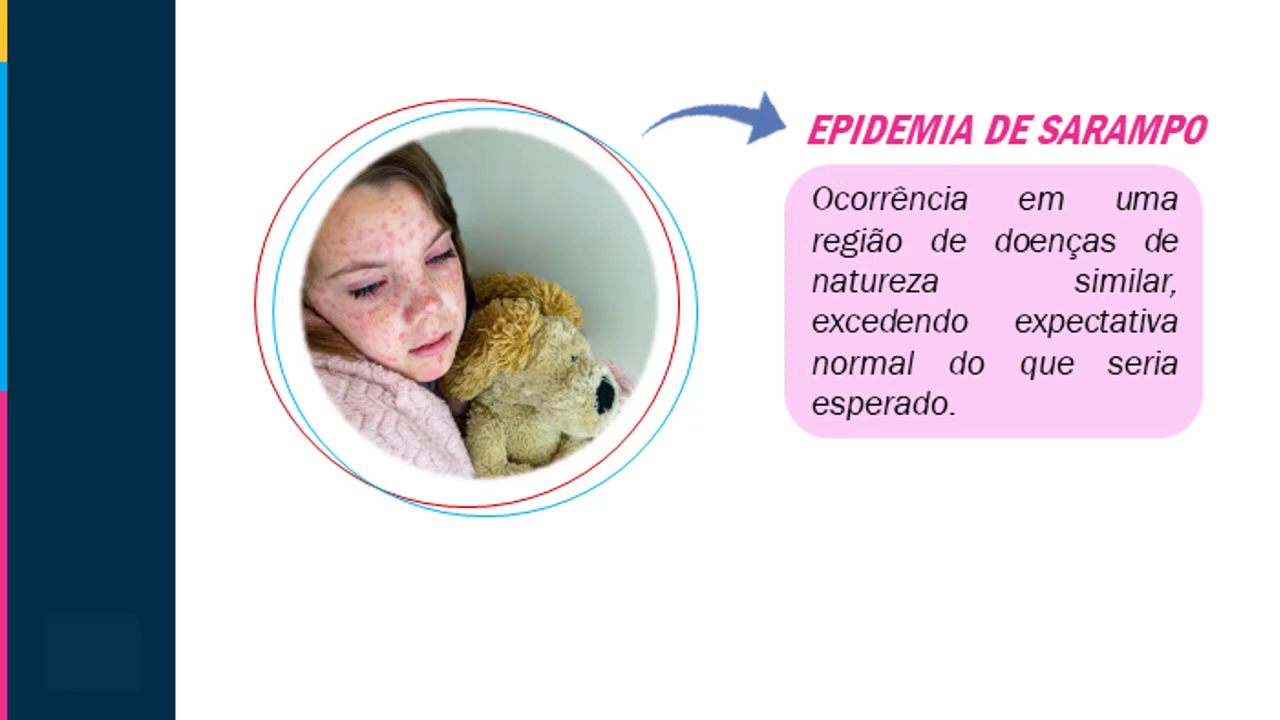 EPIDEMIA DE SARAMPO
Ocorrência em uma
região de doenças de
natureza similar,
excedendo expectativa
normal do que seria
esperado.